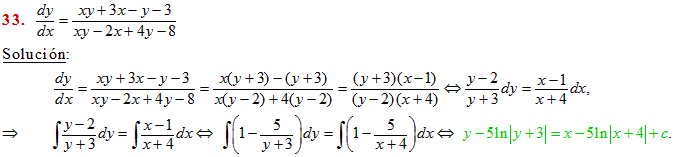 33. dy/dx = (xy + 3x − y − 3)/(xy − 2x + 4y − 8)
Solución:
dy/dx = (xy + 3x − y − 3)/(xy − 2x + 4y − 8) = (x(y + 3) − (y + 3))/(x(y − 2) + 4(y − 2)) = ((y + 3)(x − 1))/((y − 2)(x + 4)) ⇔ (y − 2)/(y + 3) dy = (x − 1)/(x + 4) dx,
⇒ ∫ (y − 2)/(y + 3) dy = ∫ (x − 1)/(x + 4) dx ⇔ ∫ (1 − 5/(y + 3)) dy = ∫ (1 − 5/(x + 4)) dx ⇔ y − 5ln|y + 3| = x − 5ln|x + 4| + c.